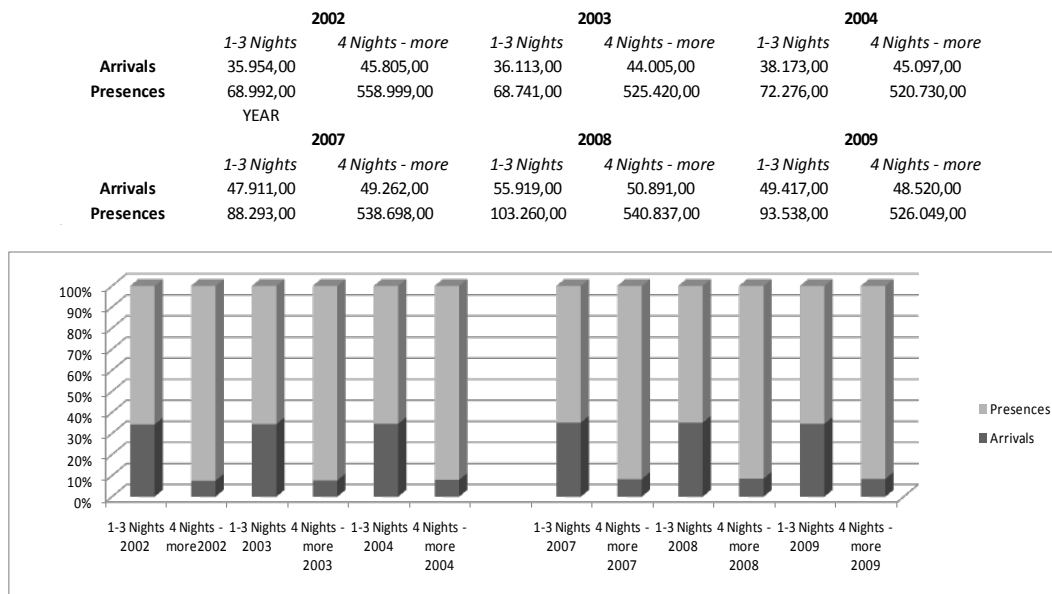 2002 2003 2004
1-3 Nights 4 Nights - more 1-3 Nights 4 Nights - more 1-3 Nights 4 Nights - more
Arrivals 35.954,00 45.805,00 36.113,00 44.005,00 38.173,00 45.097,00
Presences 68.992,00 558.999,00 68.741,00 525.420,00 72.276,00 520.730,00
YEAR
2007 2008 2009
1-3 Nights 4 Nights - more 1-3 Nights 4 Nights - more 1-3 Nights 4 Nights - more
Arrivals 47.911,00 49.262,00 55.919,00 50.891,00 49.417,00 48.520,00
Presences 88.293,00 538.698,00 103.260,00 540.837,00 93.538,00 526.049,00
100%
90%
80%
70%
60%
50%
40%
30%
20%
10%
0%
Presences
Arrivals
1-3 Nights 4 Nights - 1-3 Nights 4 Nights - 1-3 Nights 4 Nights - 1-3 Nights 4 Nights - 1-3 Nights 4 Nights - 1-3 Nights 4 Nights -
2002 more2002 2003 more 2004 more 2007 more 2008 more 2009 more
2003 2004 2007 2008 2009